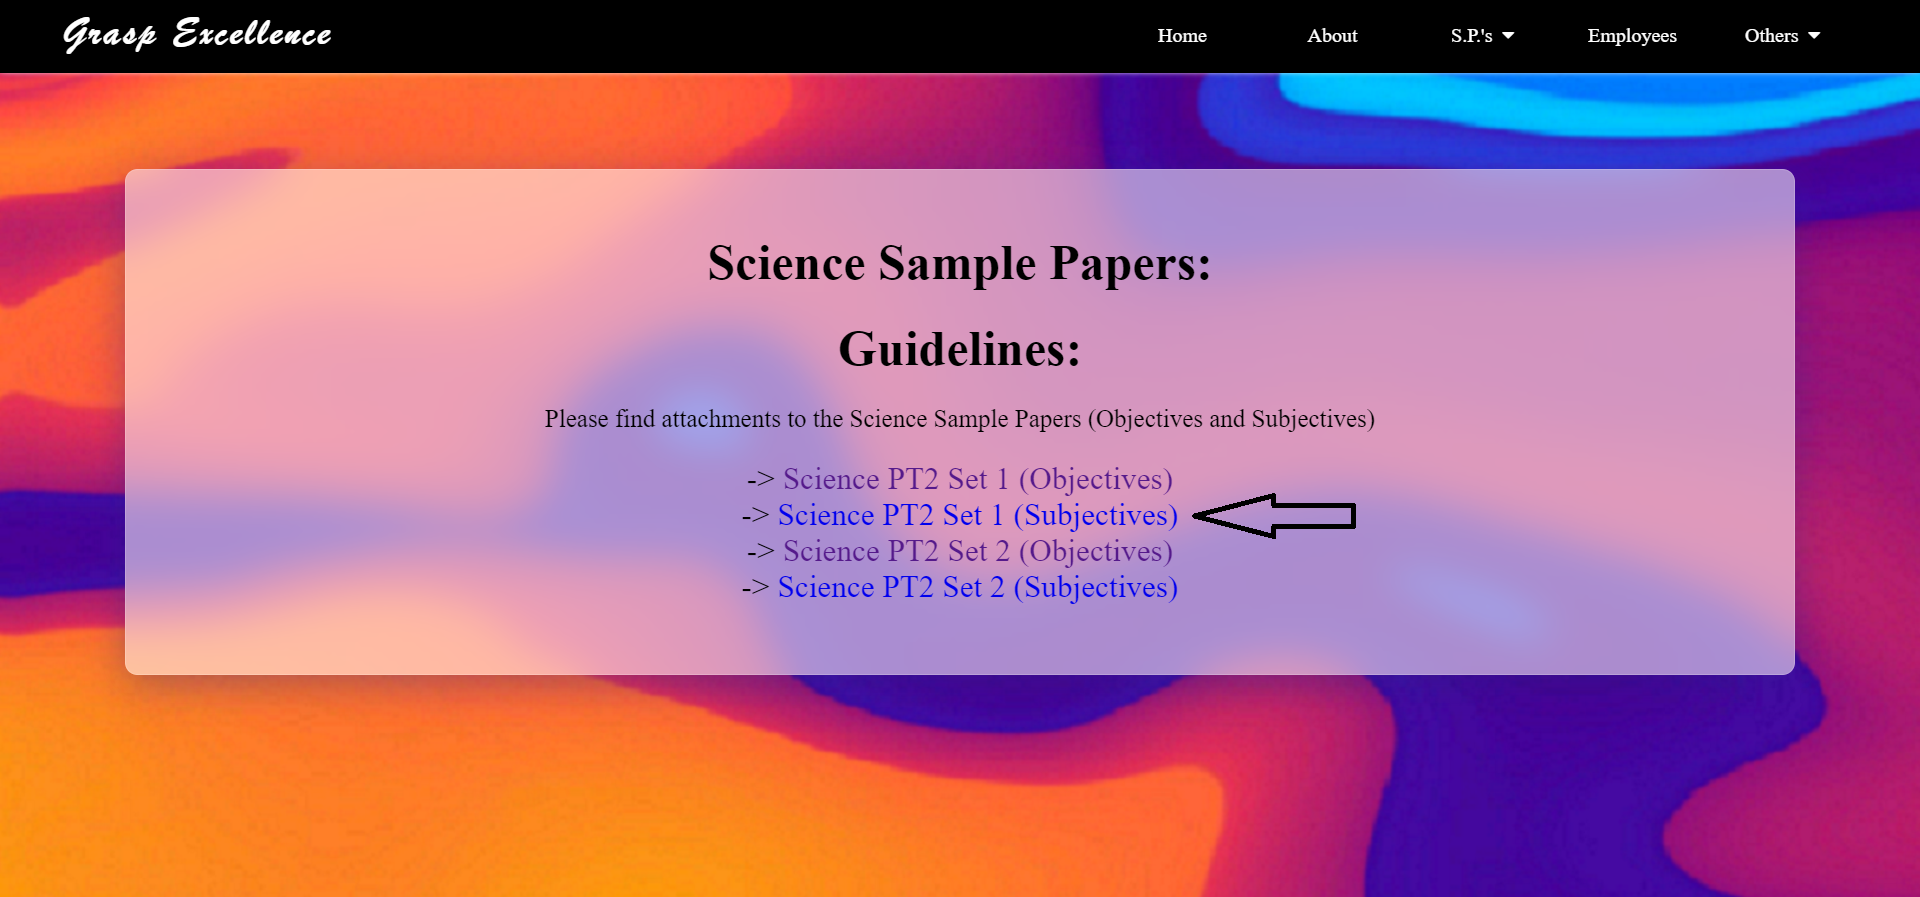 Grasp Excellence
Home About S.P.'s Employees Others
Science Sample Papers:
Guidelines:
Please find attachments to the Science Sample Papers (Objectives and Subjectives)
-> Science PT2 Set 1 (Objectives)
-> Science PT2 Set 1 (Subjectives)
-> Science PT2 Set 2 (Objectives)
-> Science PT2 Set 2 (Subjectives)